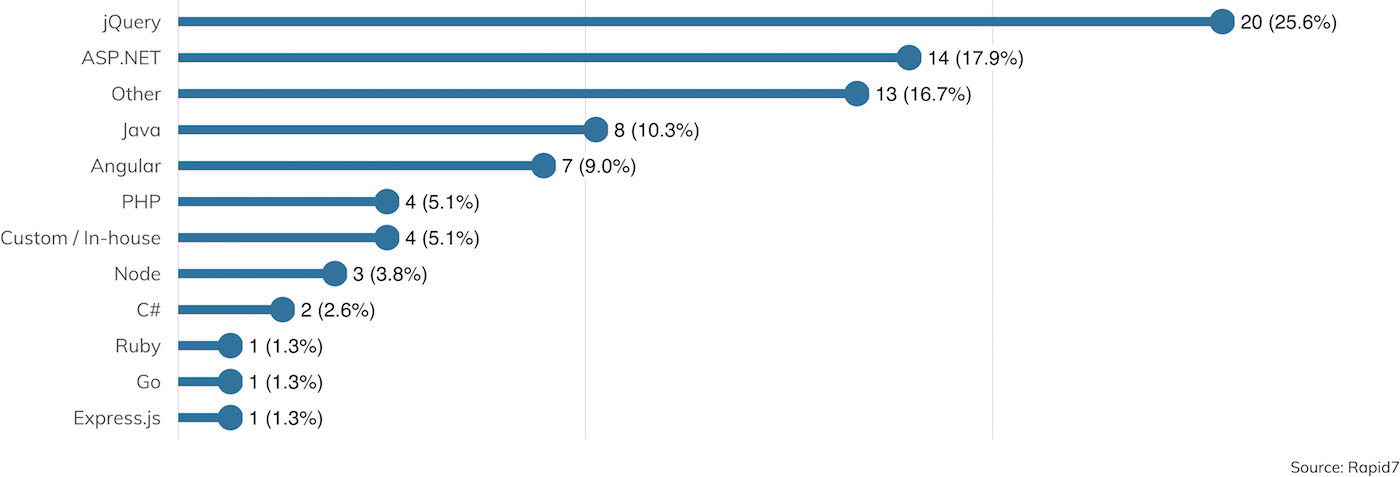 jQuery 20 (25.6%)
ASP.NET 14 (17.9%)
Other 13 (16.7%)
Java 8 (10.3%)
Angular 7 (9.0%)
PHP 4 (5.1%)
Custom / In-house 4 (5.1%)
Node 3 (3.8%)
C# 2 (2.6%)
Ruby 1 (1.3%)
Go 1 (1.3%)
Express.js 1 (1.3%)
Source: Rapid7